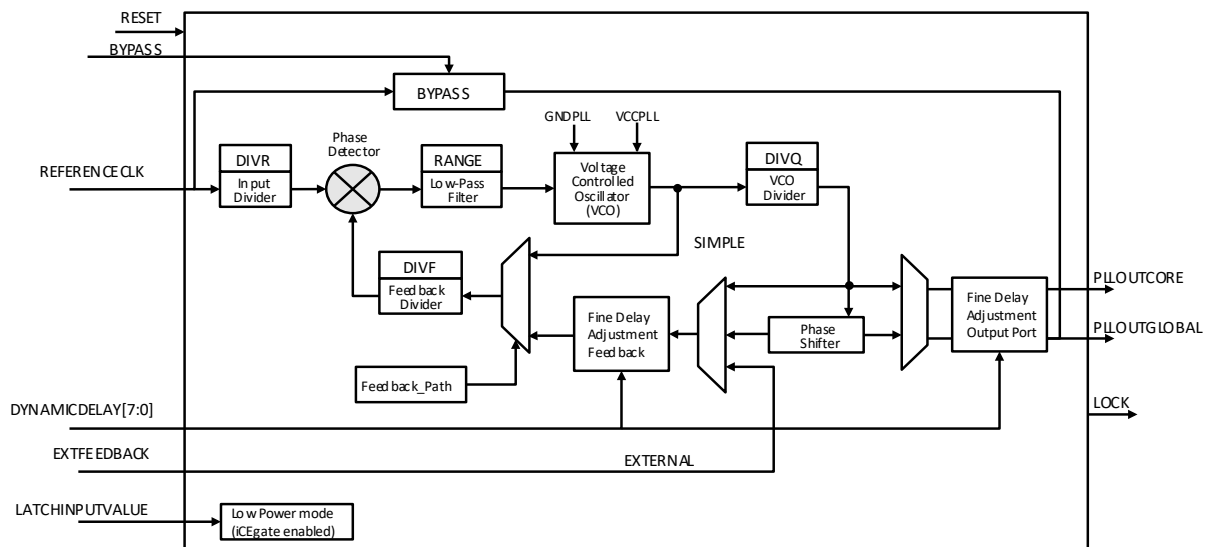 RESET
BYPASS
BYPASS
GNDPLL
VCCPLL
Phase
Detector
DIVR
RANGE
DIVQ
REFERENCECLK
Input
Divider
Low-Pass
Filter
Voltage
Controlled
Oscillator
(VCO)
VCO
Divider
SIMPLE
DIVF
Feedback
Divider
Fine Delay
Adjustment
Feedback
Phase
Shifter
Fine Delay
Adjustment
Output Port
PLLOUTCORE
PLLOUTGLOBAL
Feedback_Path
DYNAMICDELAY[7:0]
LOCK
EXTFEEDBACK
EXTERNAL
LATCHINPUTVALUE
Low Power mode
(iCEgate enabled)